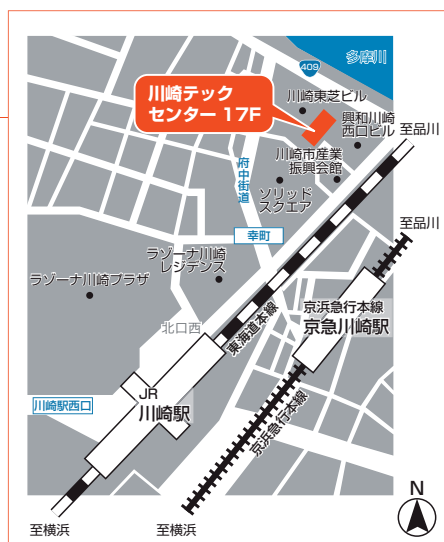 多摩川
409
川崎テック
センター 17F
川崎東芝ビル
興和川崎
西口ビル
至品川
川崎市産業
振興会館
府中街道
ソリッド
スクエア
至品川
幸町
ラゾーナ川崎
レジデンス
ラゾーナ川崎プラザ
京浜急行本線
京急川崎駅
北口西
東海道本線
JR
川崎駅
川崎駅西口
京浜急行本線
N
至横浜
至横浜